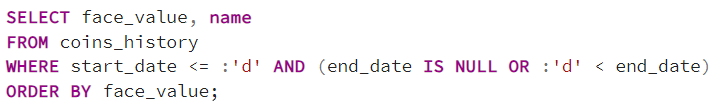 SELECT face_value, name
FROM coins_history
WHERE start_date <= :'d' AND (end_date IS NULL OR :'d' < end_date)
ORDER BY face_value;